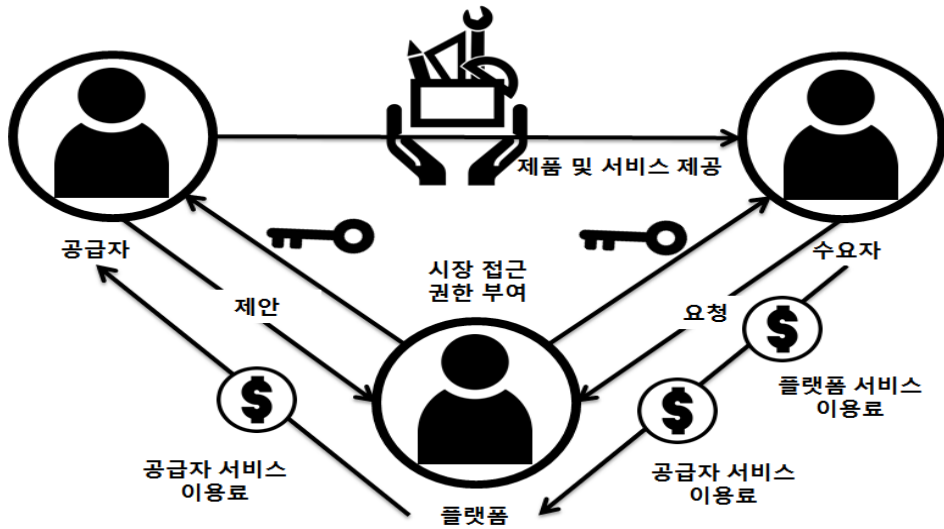 제품 및 서비스 제공
공급자
수요자
시장 접근
권한 부여
제안
요청
플랫폼 서비스
이용료
공급자 서비스
이용료
공급자 서비스
이용료
플랫폼